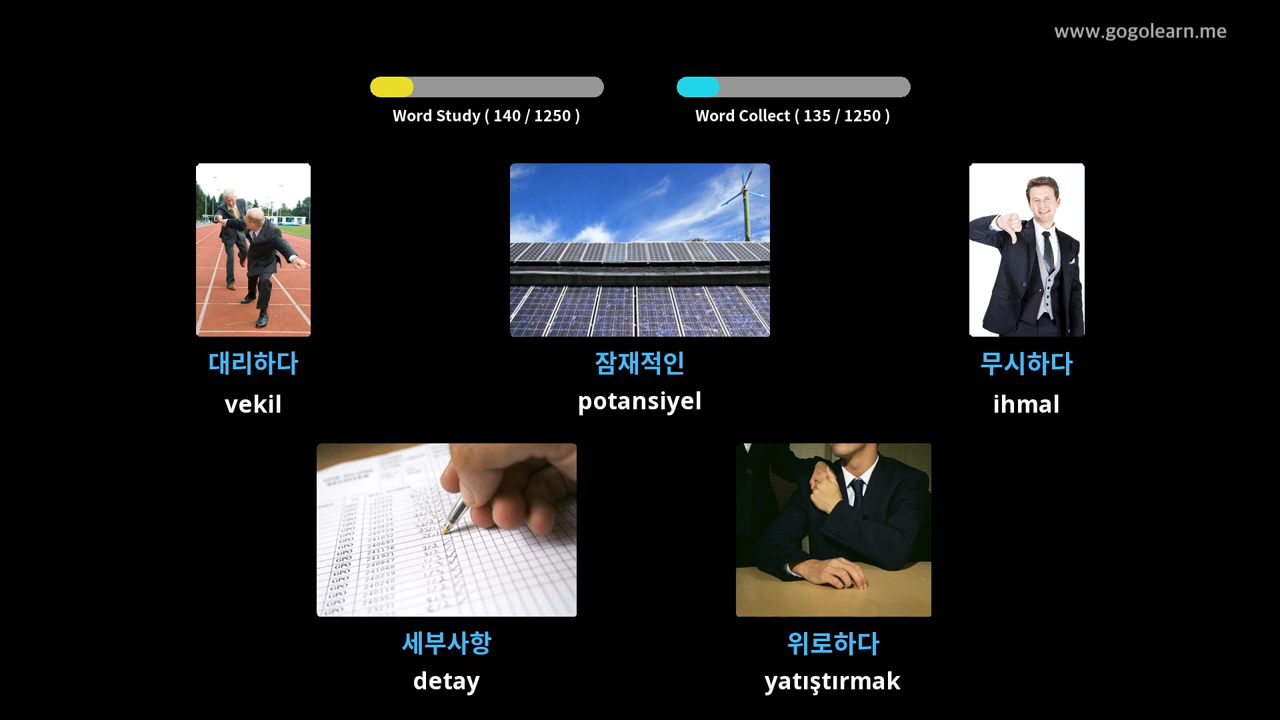 www.gogolearn.me
Word Study ( 140 / 1250 )
Word Collect ( 135 / 1250 )
대리하다
vekil
잠재적인
potansiyel
무시하다
ihmal
세부사항
detay
위로하다
yatıştırmak